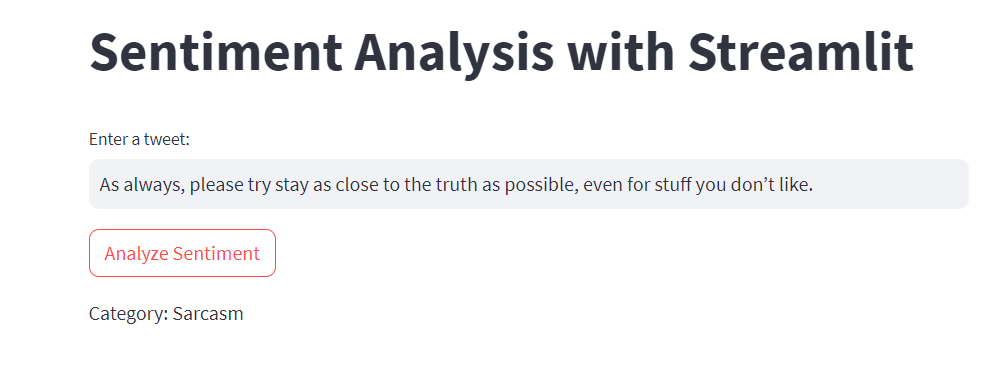 Sentiment Analysis with Streamlit
Enter a tweet:
As always, please try stay as close to the truth as possible, even for stuff you don’t like.
Analyze Sentiment
Category: Sarcasm